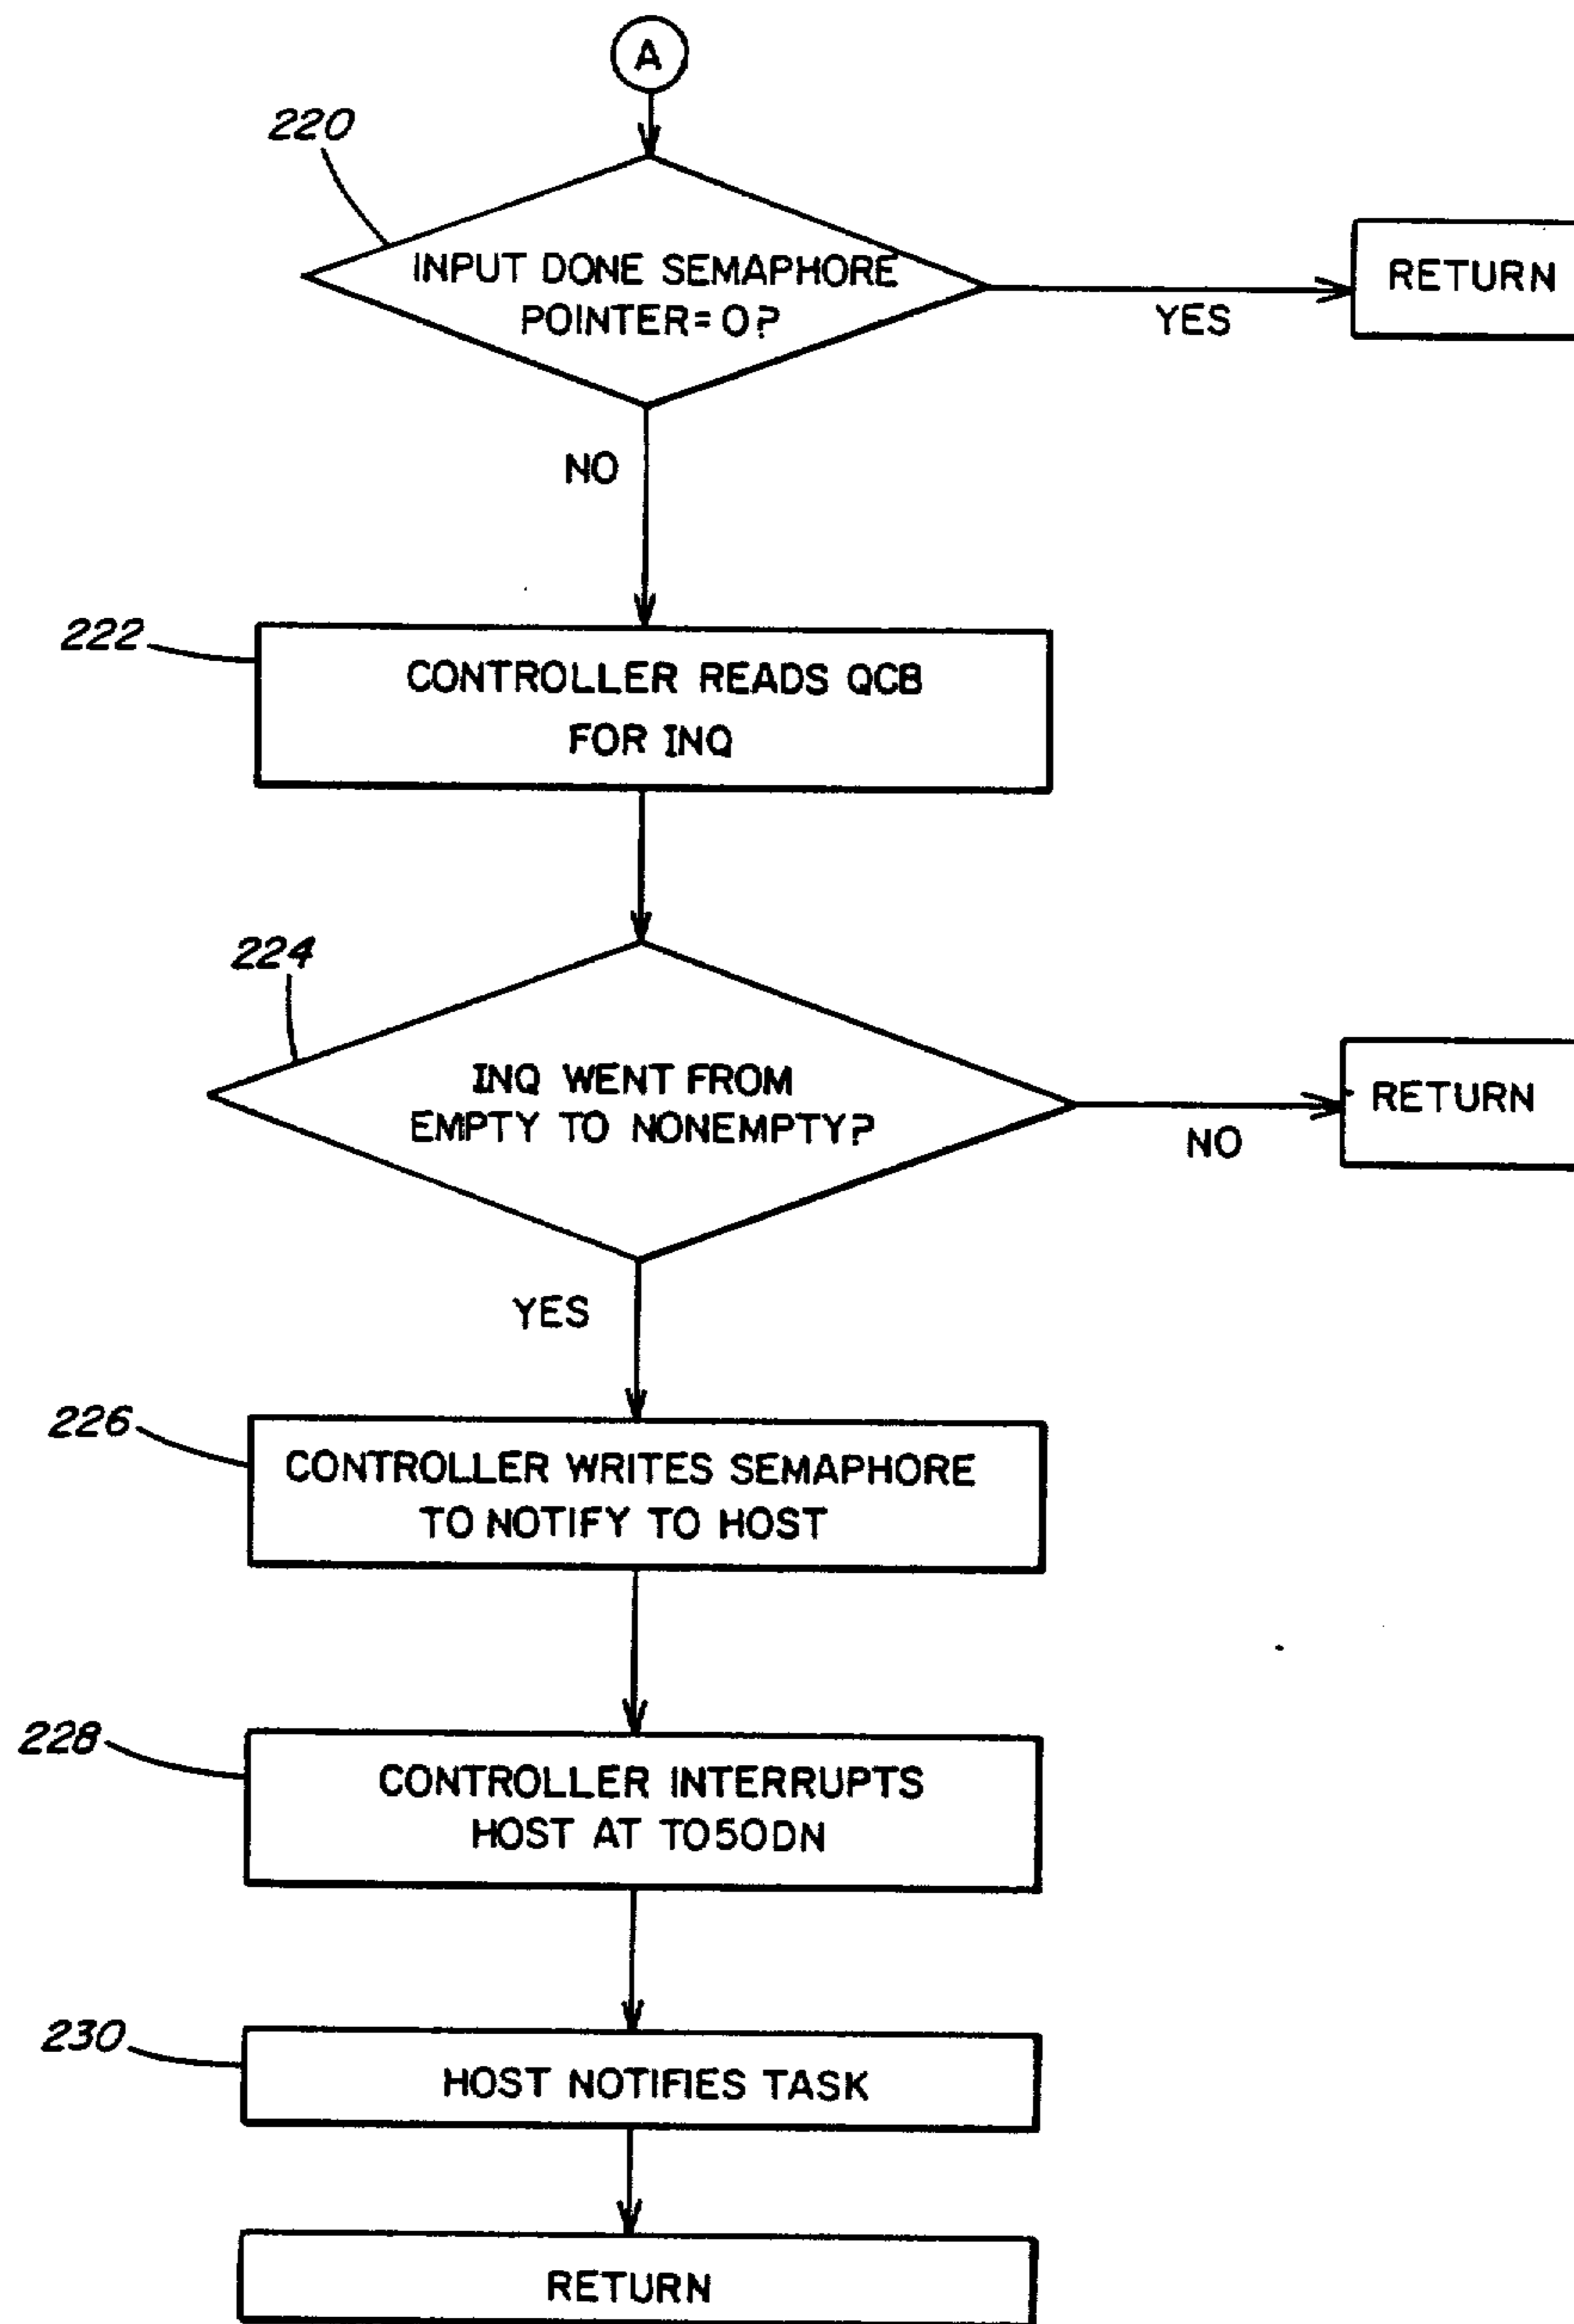 A
220
INPUT DONE SEMAPHORE
POINTER=0?
YES
RETURN
NO
222
CONTROLLER READS QCB
FOR INQ
224
INQ WENT FROM
EMPTY TO NONEMPTY?
NO
RETURN
YES
226
CONTROLLER WRITES SEMAPHORE
TO NOTIFY TO HOST
228
CONTROLLER INTERRUPTS
HOST AT TO50DN
230
HOST NOTIFIES TASK
RETURN